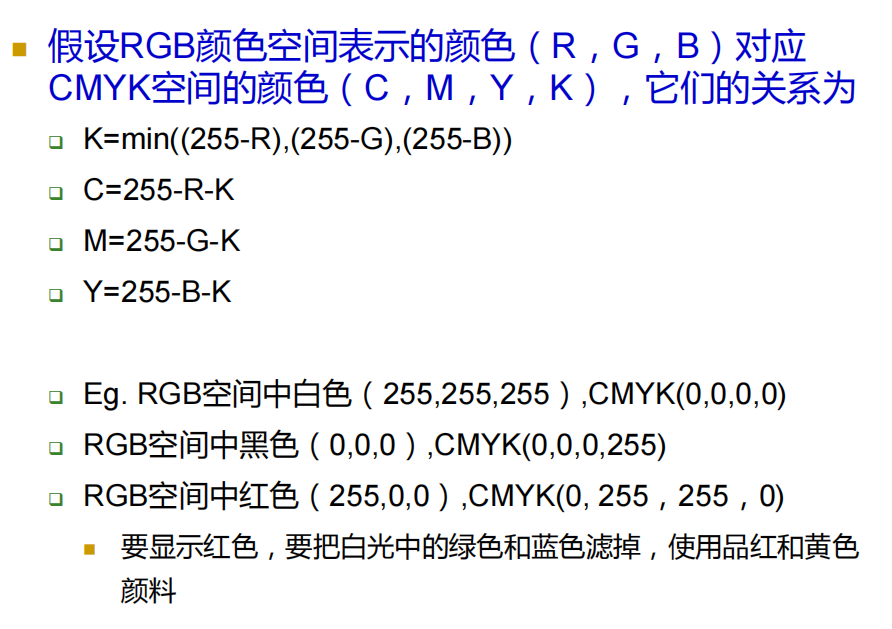 假设RGB颜色空间表示的颜色（R，G，B）对应
CMYK空间的颜色（C，M，Y，K），它们的关系为
K=min((255-R),(255-G),(255-B))
C=255-R-K
M=255-G-K
Y=255-B-K
Eg. RGB空间中白色（255,255,255）,CMYK(0,0,0,0)
RGB空间中黑色（0,0,0）,CMYK(0,0,0,255)
RGB空间中红色（255,0,0）,CMYK(0, 255，255，0)
要显示红色，要把白光中的绿色和蓝色滤掉，使用品红和黄色
颜料